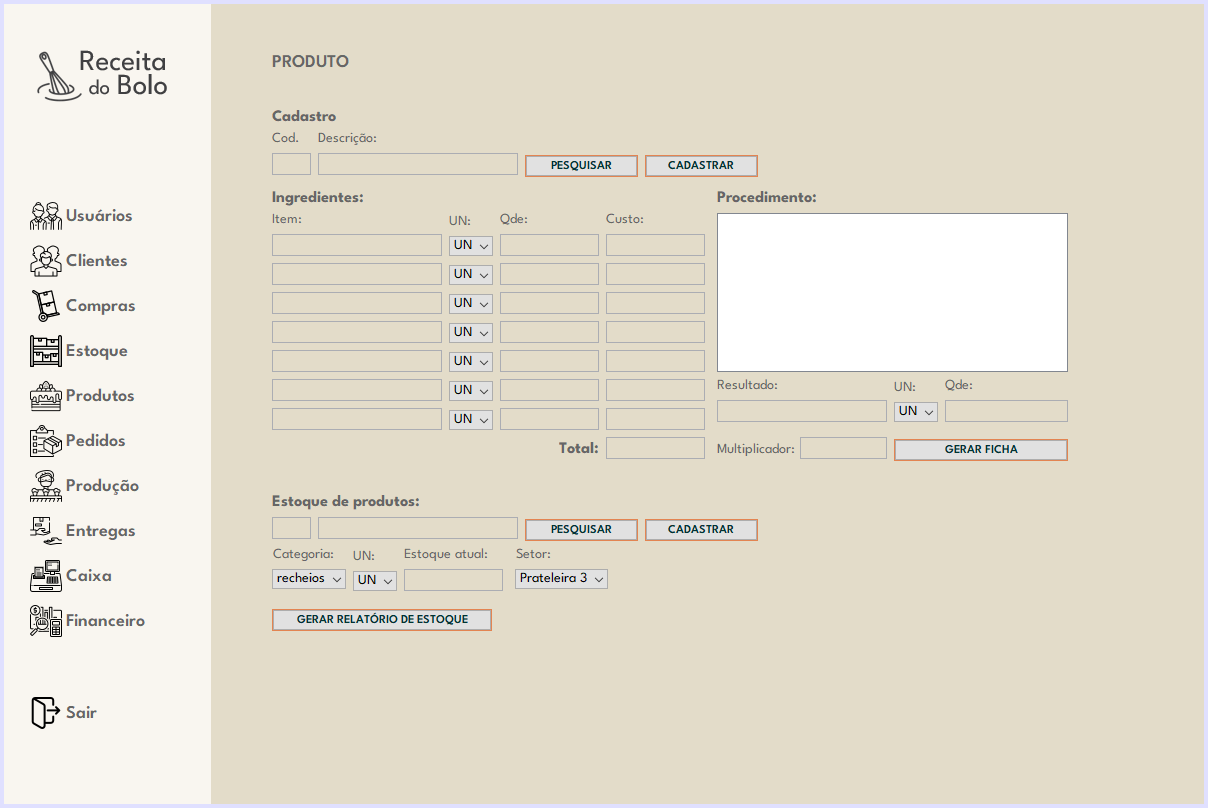 Receita
do Bolo
Usuários
Clientes
Compras
Estoque
Produtos
Pedidos
Produção
Entregas
Caixa
Financeiro
Sair
PRODUTO
Cadastro
Cod. Descrição:
PESQUISAR CADASTRAR
Ingredientes:
Item: UN: Qde: Custo:
UN
UN
UN
UN
UN
UN
UN
Total:
Procedimento:
Resultado: UN: Qde:
UN
Multiplicador: GERAR FICHA
Estoque de produtos:
PESQUISAR CADASTRAR
Categoria: UN: Estoque atual: Setor:
recheios UN Prateleira 3
GERAR RELATÓRIO DE ESTOQUE